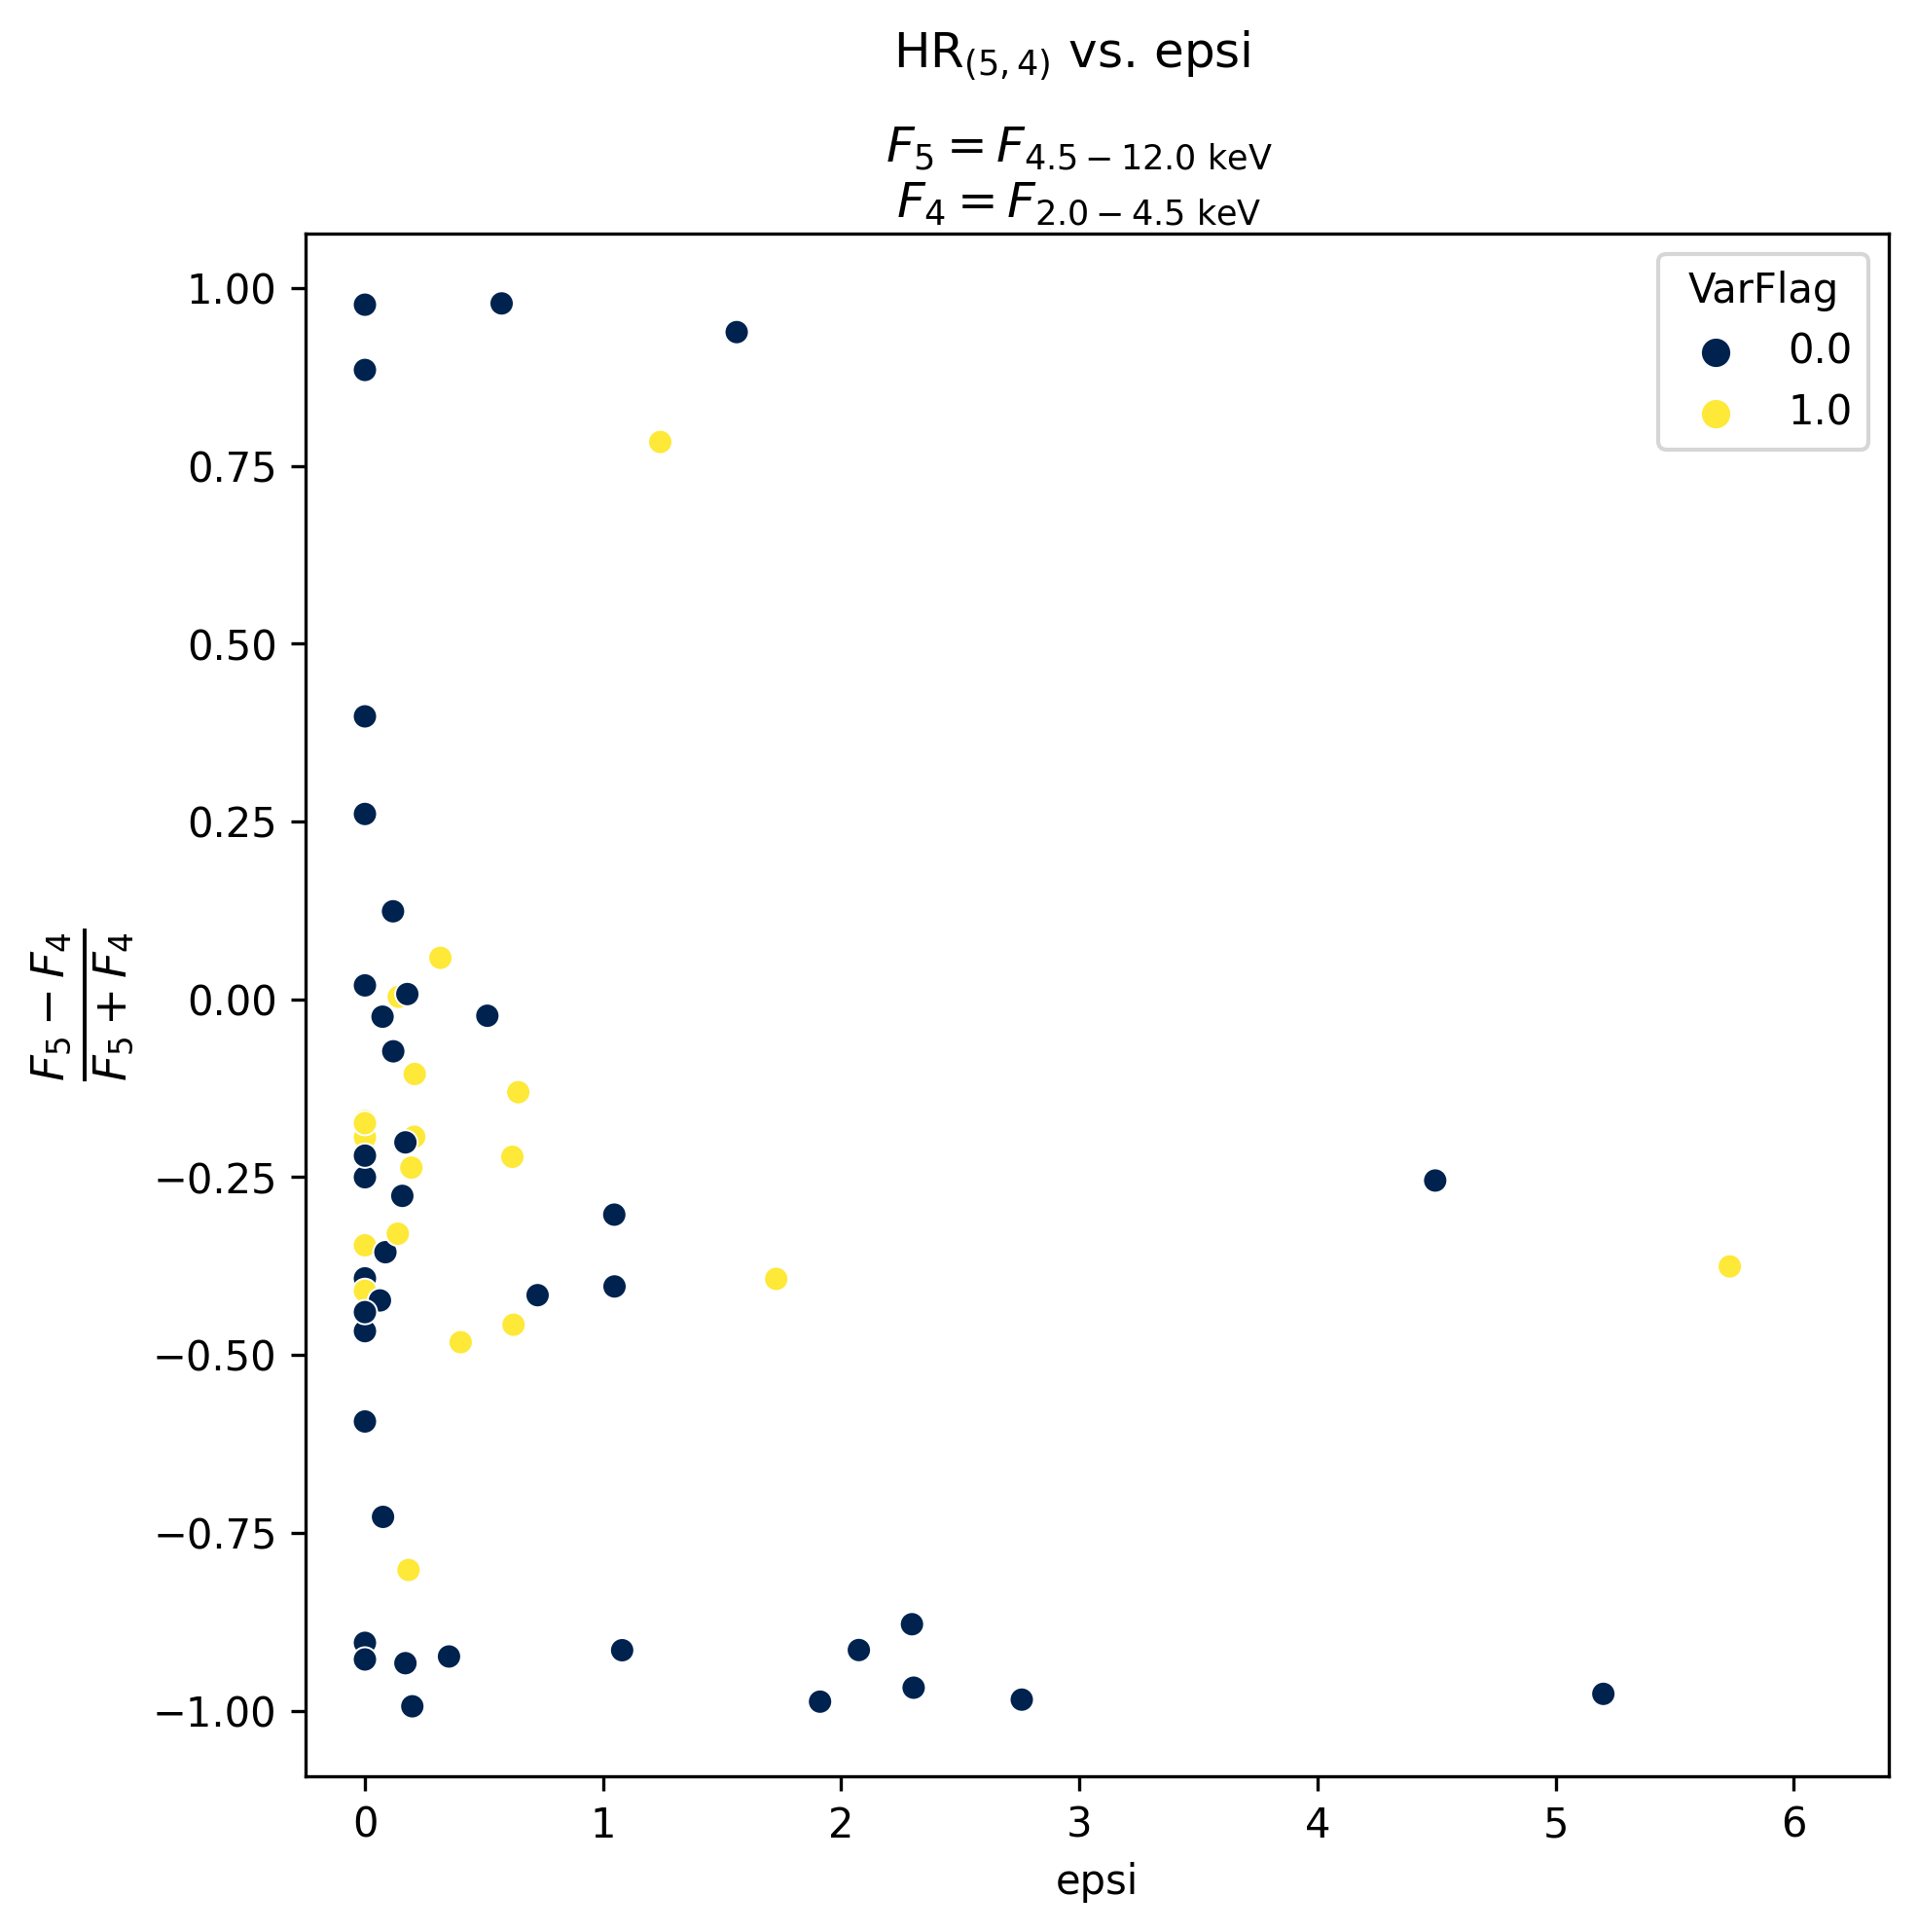 HR(5, 4) vs. epsi
F5 = F4.5−12.0 keV
F4 = F2.0−4.5 keV
VarFlag
0.0
1.0
1.00
0.75
0.50
0.25
0.00
−0.25
−0.50
−0.75
−1.00
F5 − F4
F5 + F4
0 1 2 3 4 5 6
epsi